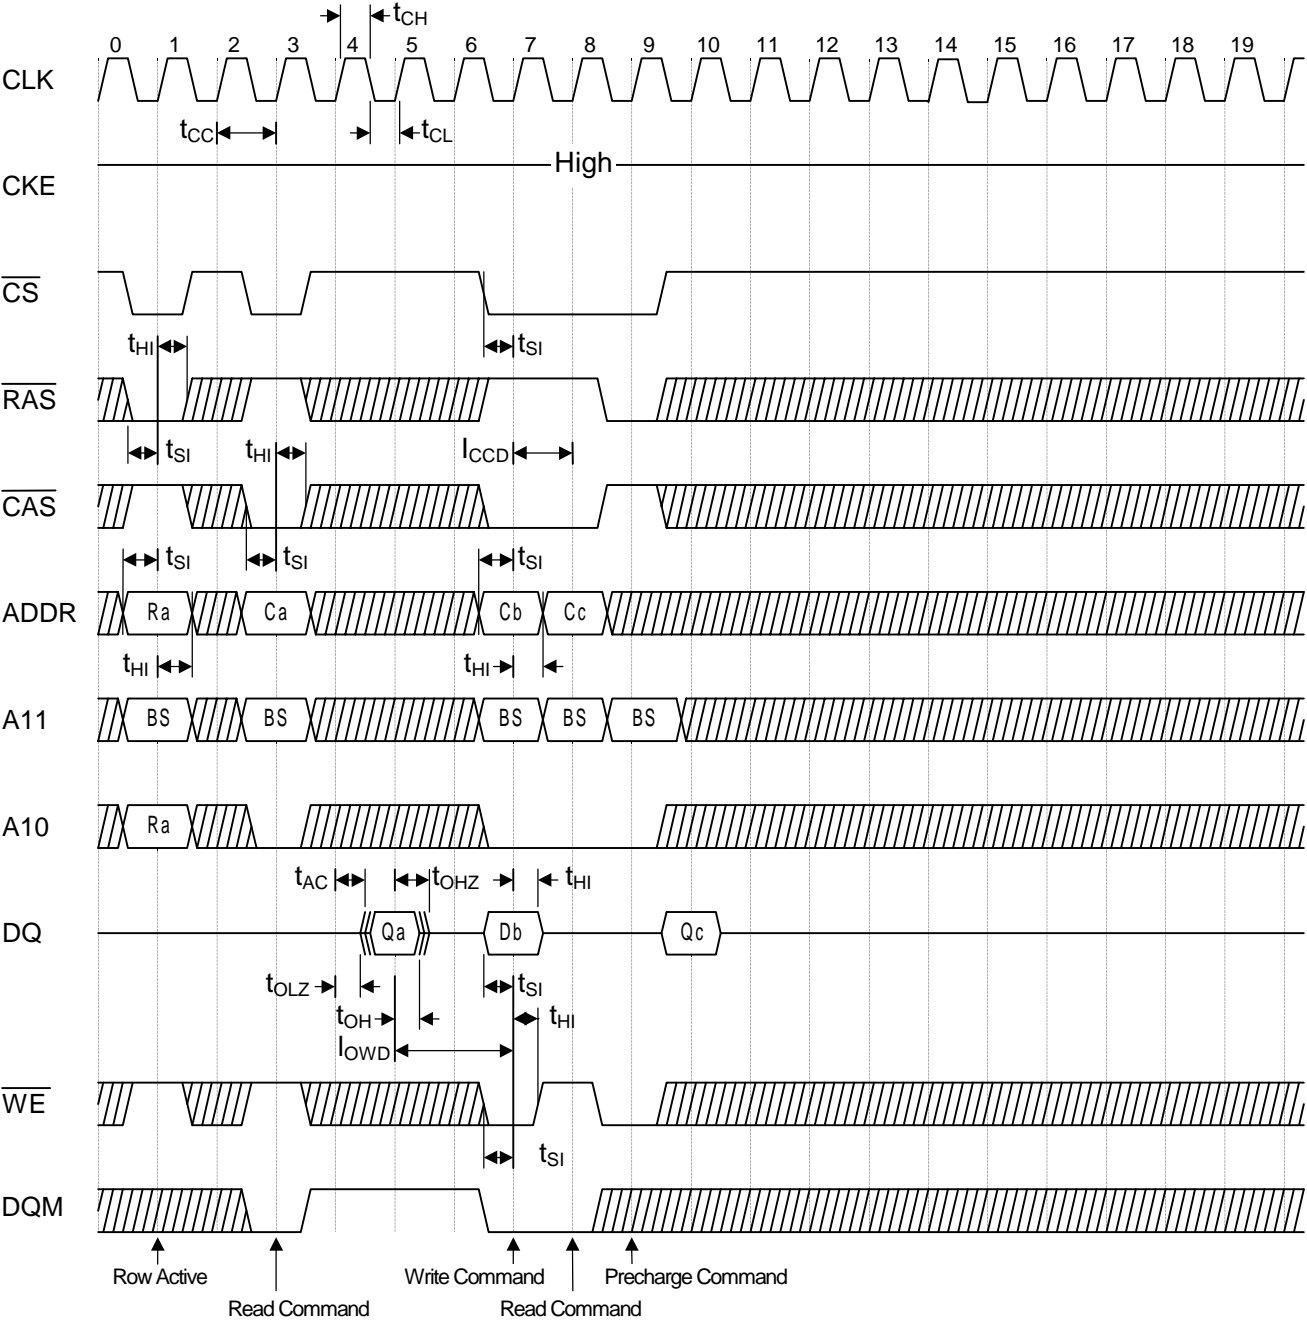 tCH
0 1 2 3 4 5 6 7 8 9 10 11 12 13 14 15 16 17 18 19
CLK
tCC tCL
High
CKE
CS
tHI tSI
RAS
tSI tHI lCCD
CAS
tSI tSI tSI
ADDR Ra Ca Cb Cc
tHI tHI
A11 BS BS BS BS BS
A10 Ra
tAC tOHZ tHI
DQ Qa Db Qc
tOLZ tSI
tOH tHI
lOWD
WE
tSI
DQM
Row Active Write Command Precharge Command
Read Command Read Command